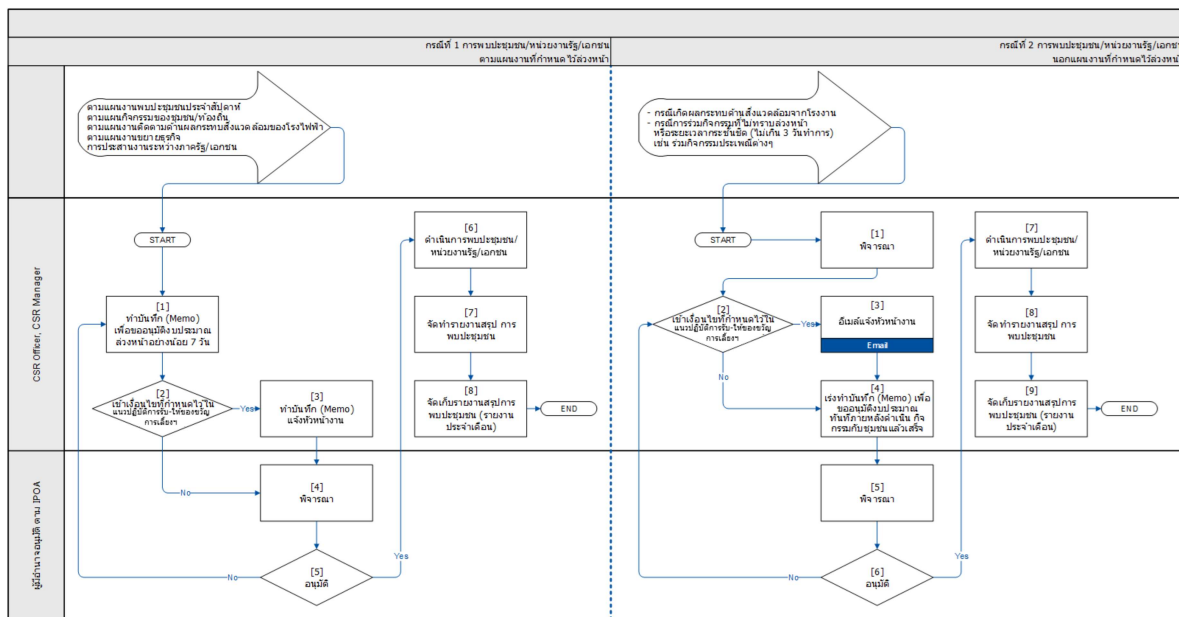 กรณีที่ 1 การพบปะชุมชน/หน่วยงานรัฐ/เอกชน
ตามแผนงานที่กำหนดไว้ล่วงหน้า
กรณีที่ 2 การพบปะชุมชน/หน่วยงานรัฐ/เอกชน
นอกแผนงานที่กำหนดไว้ล่วงหน้า
ตามแผนงานพบปะชุมชนประจำสัปดาห์
ตามแผนกิจกรรมของชุมชน/ท้องถิ่น
ตามแผนงานติดตามด้านผลกระทบสิ่งแวดล้อมของโรงไฟฟ้า
ตามแผนงานขยายธุรกิจ
การประสานงานระหว่างภาครัฐ/เอกชน
- กรณีเกิดผลกระทบด้านสิ่งแวดล้อมจากโรงงาน
- กรณีการร่วมกิจกรรมที่ไม่ทราบล่วงหน้า
หรือระยะเวลากระชั้นชิด (ไม่เกิน 3 วันทำการ)
เช่น ร่วมกิจกรรมประเพณีต่างๆ
CSR Officer, CSR Manager
START
[1]
ทำบันทึก (Memo)
เพื่อขออนุมัติงบประมาณ
ล่วงหน้าอย่างน้อย 7 วัน
[2]
เข้าเงื่อนไขที่กำหนดไว้ใน
แนวปฏิบัติการรับ-ให้ของขวัญ
การเลี้ยงฯ
Yes
No
[3]
ทำบันทึก (Memo)
แจ้งหัวหน้างาน
[6]
ดำเนินการพบปะชุมชน/
หน่วยงานรัฐ/เอกชน
[7]
จัดทำรายงานสรุป การ
พบปะชุมชน
[8]
จัดเก็บรายงานสรุปการ
พบปะชุมชน (รายงาน
ประจำเดือน)
END
START
[1]
พิจารณา
[2]
เข้าเงื่อนไขที่กำหนดไว้ใน
แนวปฏิบัติการรับ-ให้ของขวัญ
การเลี้ยงฯ
Yes
No
[3]
อีเมล์แจ้งหัวหน้างาน
Email
[4]
เร่งทำบันทึก (Memo) เพื่อ
ขออนุมัติงบประมาณ
ทันทีภายหลังดำเนิน กิจ
กรรมกับชุมชนแล้วเสร็จ
[7]
ดำเนินการพบปะชุมชน/
หน่วยงานรัฐ/เอกชน
[8]
จัดทำรายงานสรุป การ
พบปะชุมชน
[9]
จัดเก็บรายงานสรุปการ
พบปะชุมชน (รายงาน
ประจำเดือน)
END
ผู้มีอำนาจอนุมัติ ตาม IPOA
[4]
พิจารณา
[5]
อนุมัติ
No
Yes
[5]
พิจารณา
[6]
อนุมัติ
No
Yes